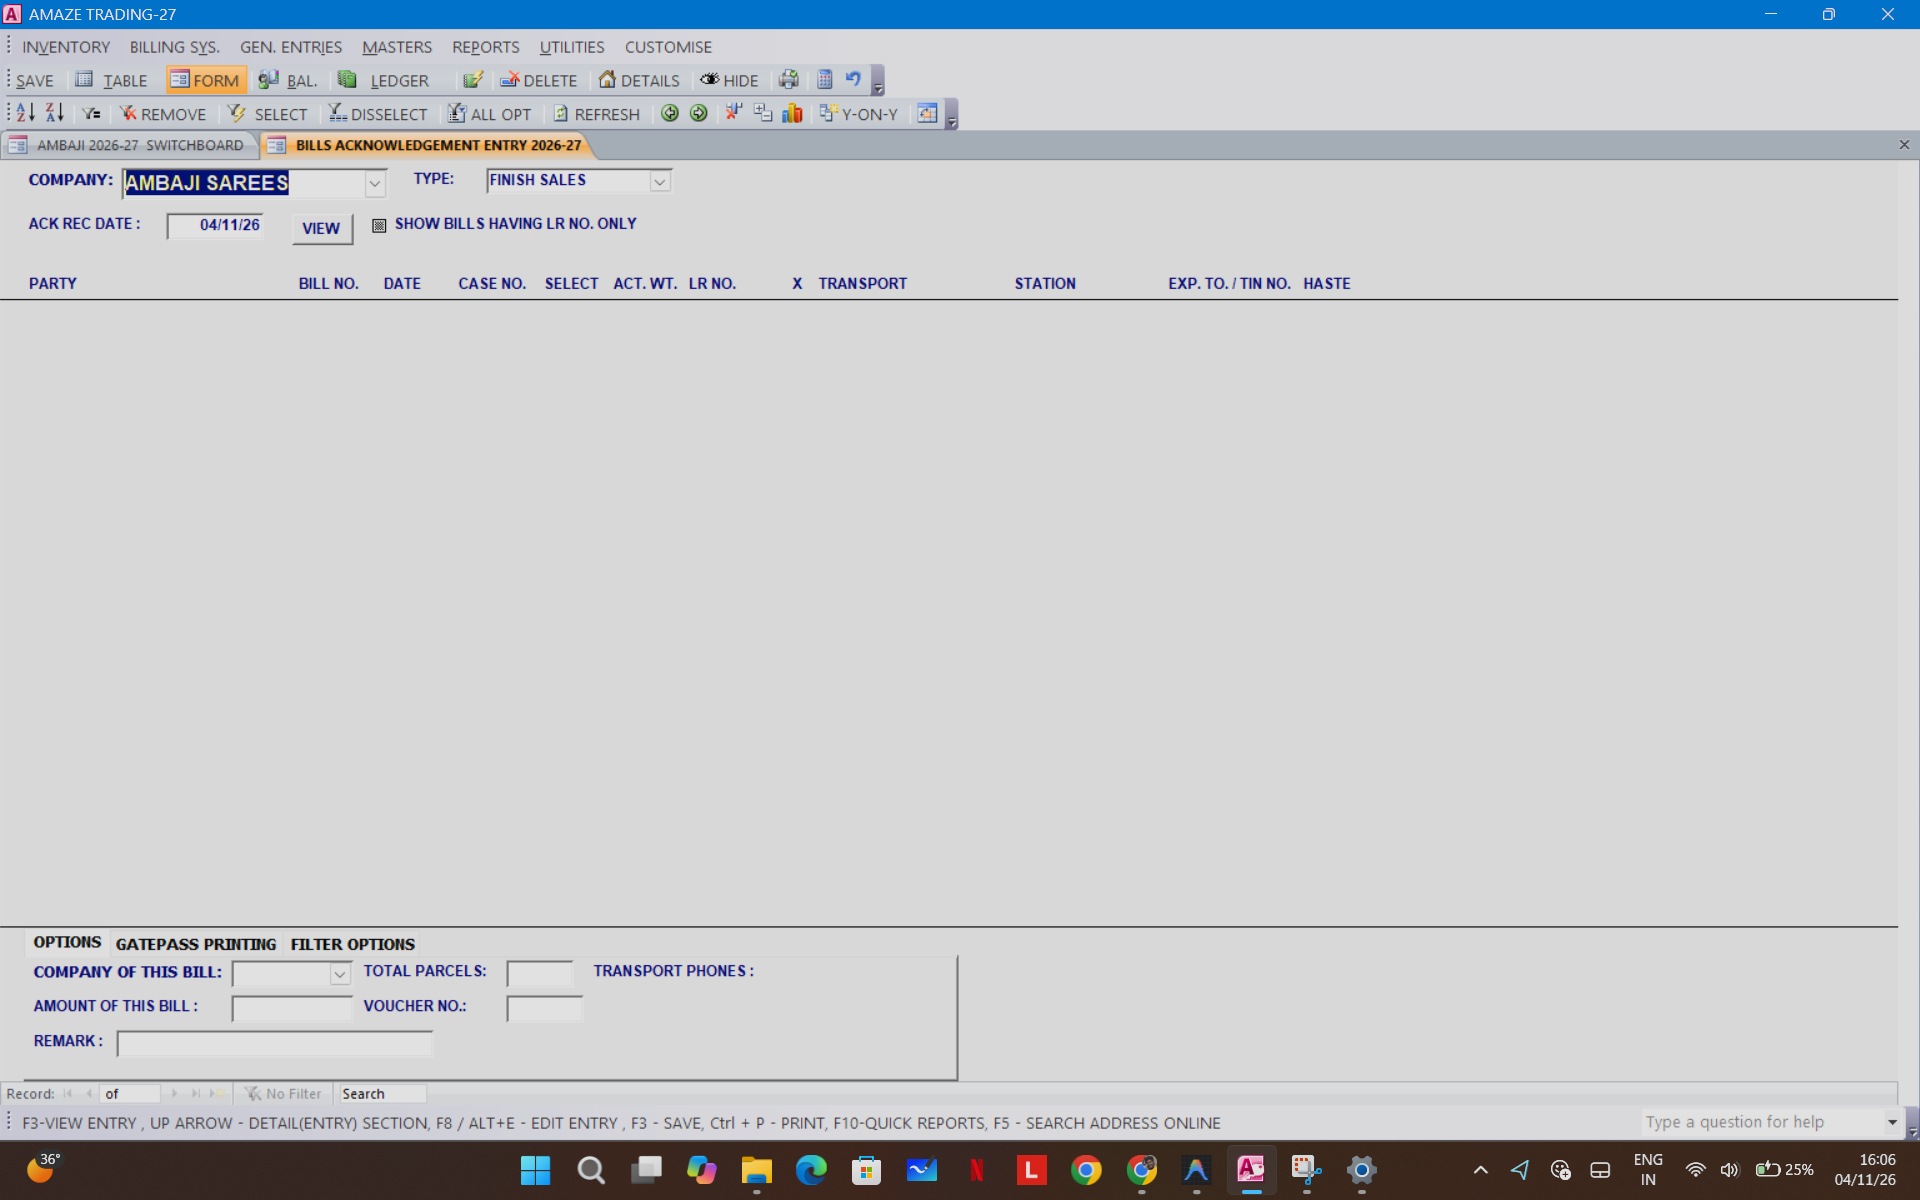 AMAZE TRADING-27
INVENTORY BILLING SYS. GEN. ENTRIES MASTERS REPORTS UTILITIES CUSTOMISE
SAVE TABLE FORM BAL. LEDGER DELETE DETAILS HIDE
REMOVE SELECT DISSELECT ALL OPT REFRESH Y-ON-Y
AMBAJI 2026-27 SWITCHBOARD BILLS ACKNOWLEDGEMENT ENTRY 2026-27
COMPANY: AMBAJI SAREES TYPE: FINISH SALES
ACK REC DATE : 04/11/26 VIEW SHOW BILLS HAVING LR NO. ONLY
PARTY BILL NO. DATE CASE NO. SELECT ACT. WT. LR NO. X TRANSPORT STATION EXP. TO. / TIN NO. HASTE
OPTIONS GATEPASS PRINTING FILTER OPTIONS
COMPANY OF THIS BILL: TOTAL PARCELS: TRANSPORT PHONES :
AMOUNT OF THIS BILL : VOUCHER NO.:
REMARK :
Record: of No Filter Search
F3-VIEW ENTRY , UP ARROW - DETAIL(ENTRY) SECTION, F8 / ALT+E - EDIT ENTRY , F3 - SAVE, Ctrl + P - PRINT, F10-QUICK REPORTS, F5 - SEARCH ADDRESS ONLINE Type a question for help
36° ENG 16:06
IN 25% 04/11/26